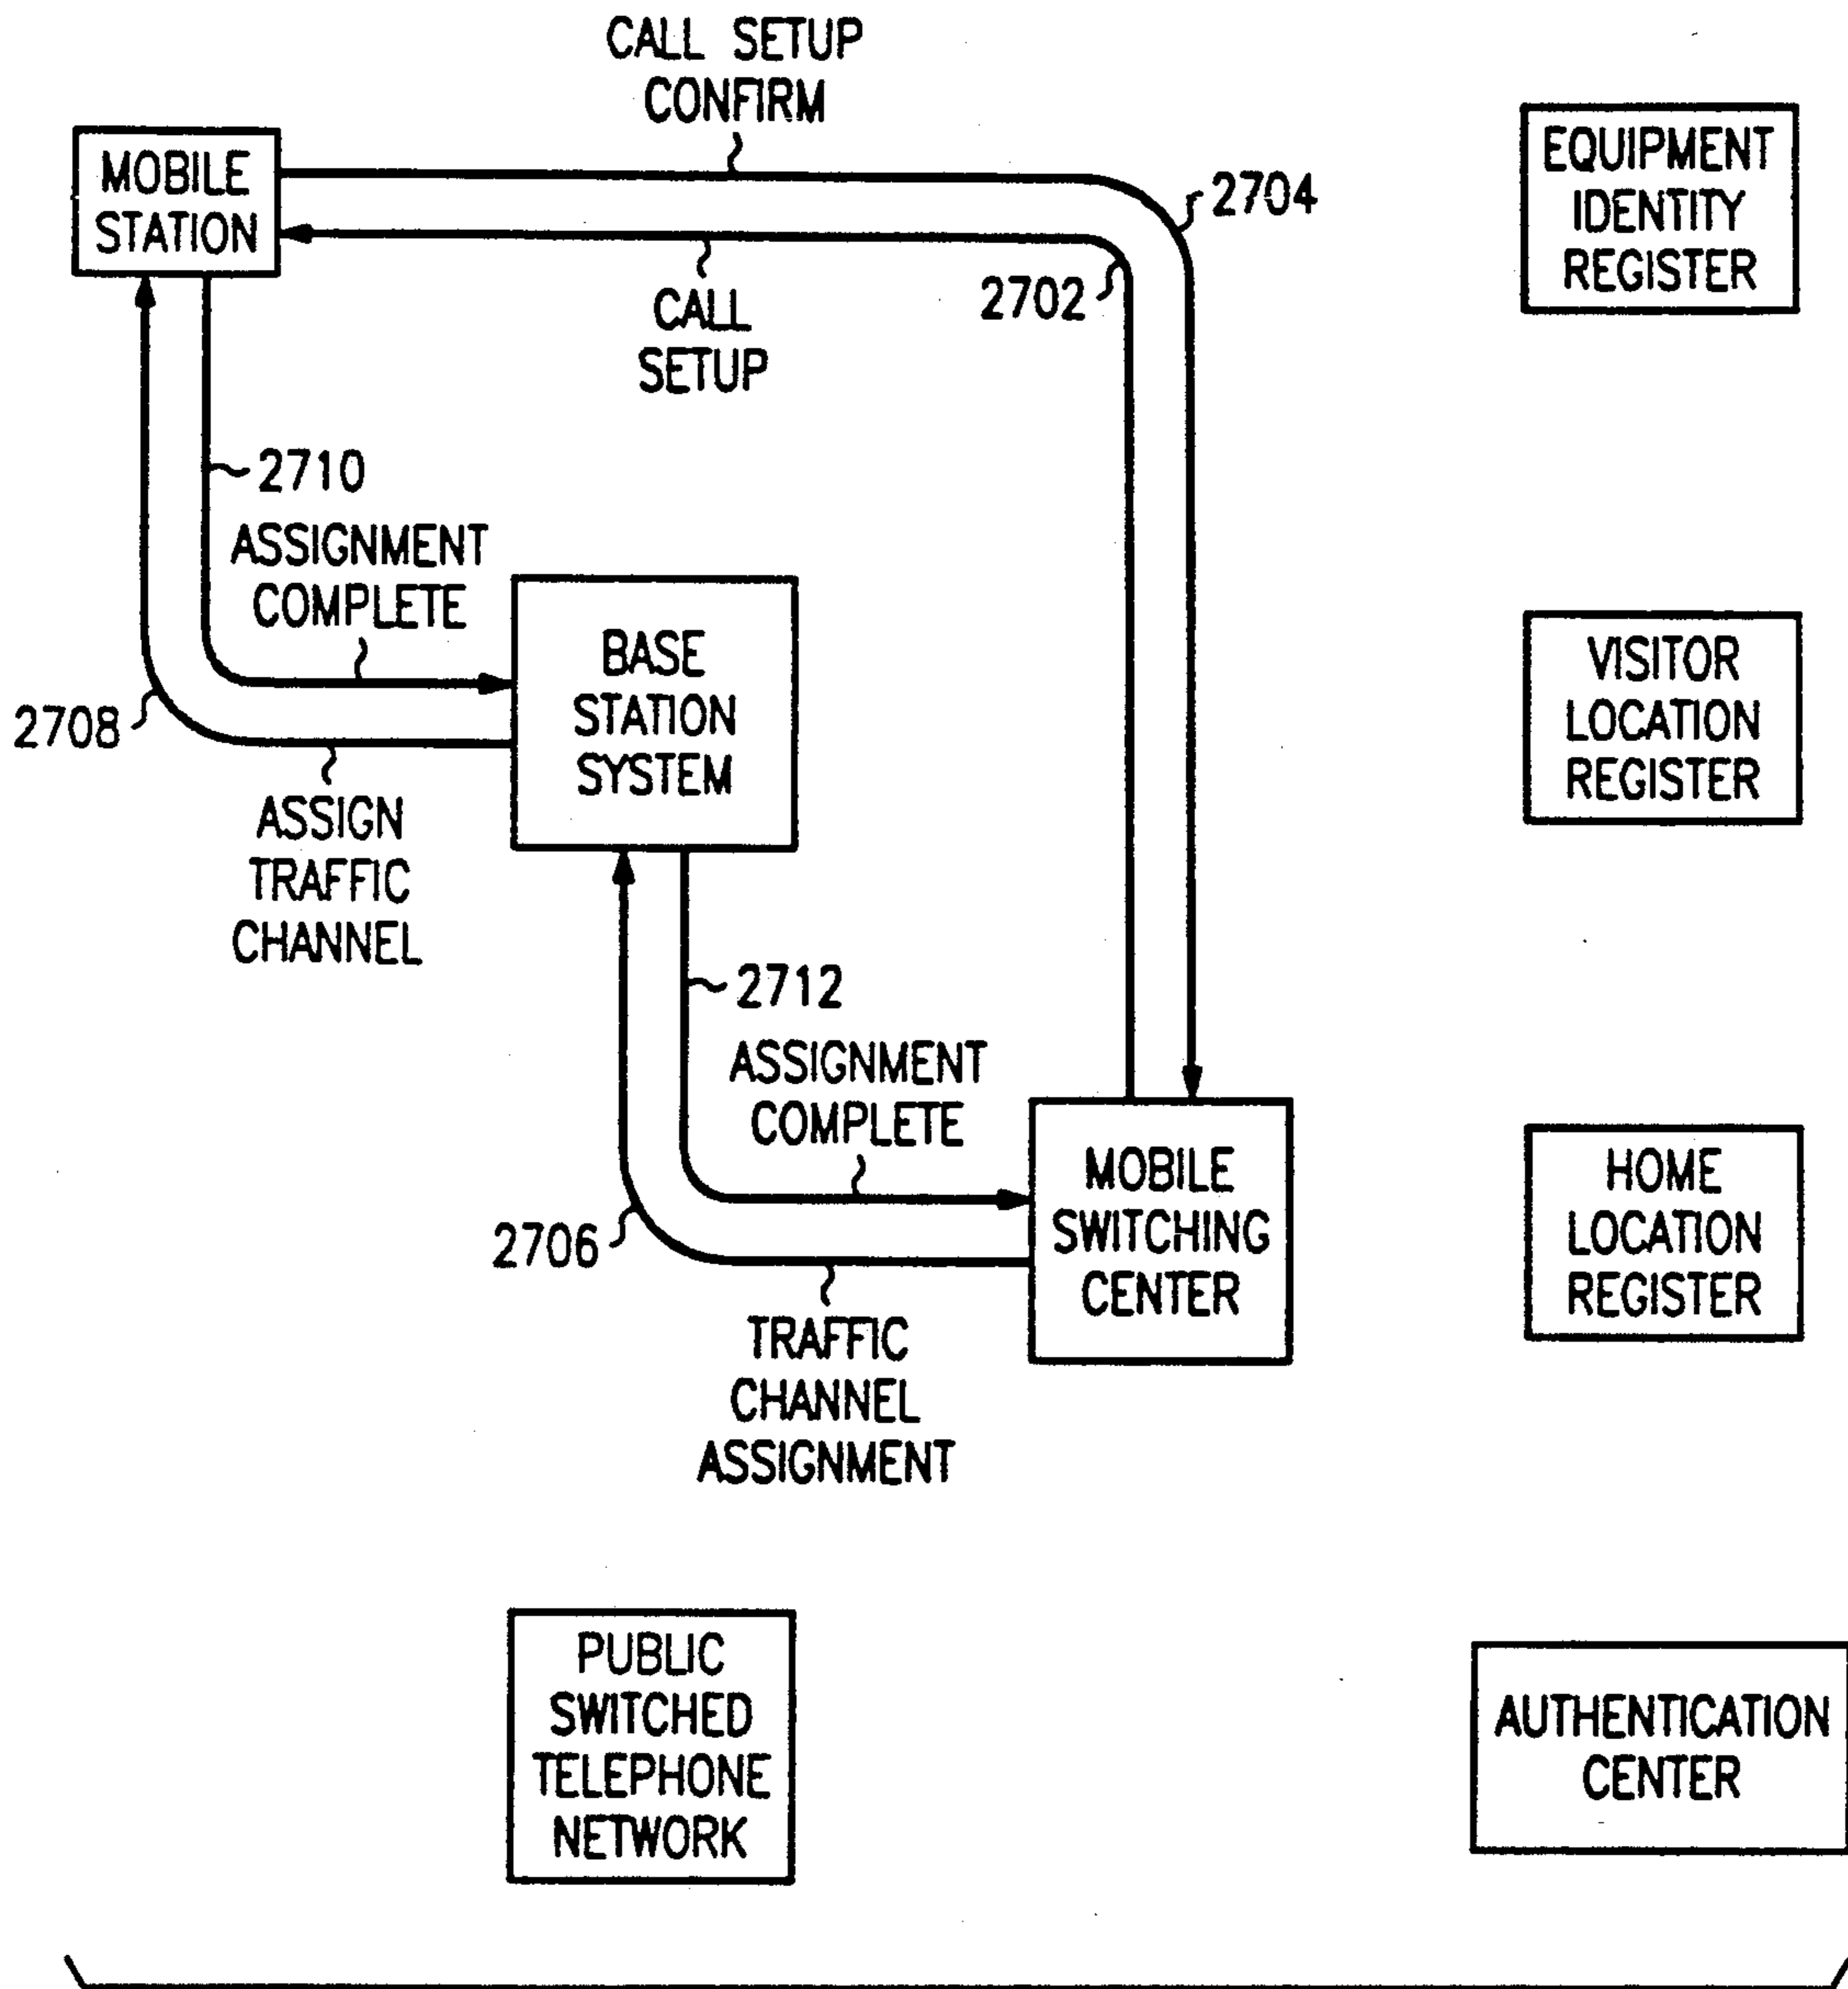 CALL SETUP
CONFIRM
MOBILE
STATION
2704
EQUIPMENT
IDENTITY
REGISTER
2702
CALL
SETUP
2710
ASSIGNMENT
COMPLETE
BASE
STATION
SYSTEM
VISITOR
LOCATION
REGISTER
2708
ASSIGN
TRAFFIC
CHANNEL
2712
ASSIGNMENT
COMPLETE
MOBILE
SWITCHING
CENTER
HOME
LOCATION
REGISTER
2706
TRAFFIC
CHANNEL
ASSIGNMENT
PUBLIC
SWITCHED
TELEPHONE
NETWORK
AUTHENTICATION
CENTER